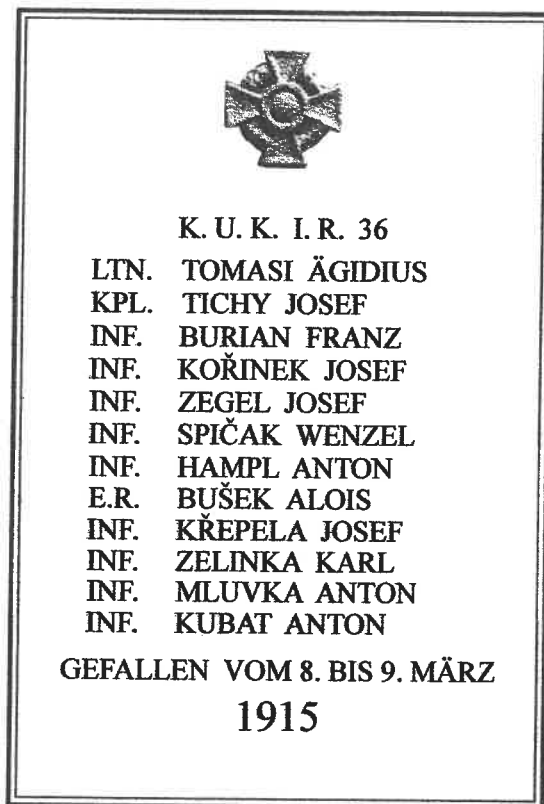 K. U. K. I. R. 36
LTN. TOMASI ÄGIDIUS
KPL. TICHY JOSEF
INF. BURIAN FRANZ
INF. KOŘINEK JOSEF
INF. ZEGEL JOSEF
INF. SPIČAK WENZEL
INF. HAMPL ANTON
E.R. BUŠEK ALOIS
INF. KŘEPELA JOSEF
INF. ZELINKA KARL
INF. MLUVKA ANTON
INF. KUBAT ANTON
GEFALLEN VOM 8. BIS 9. MÄRZ
1915